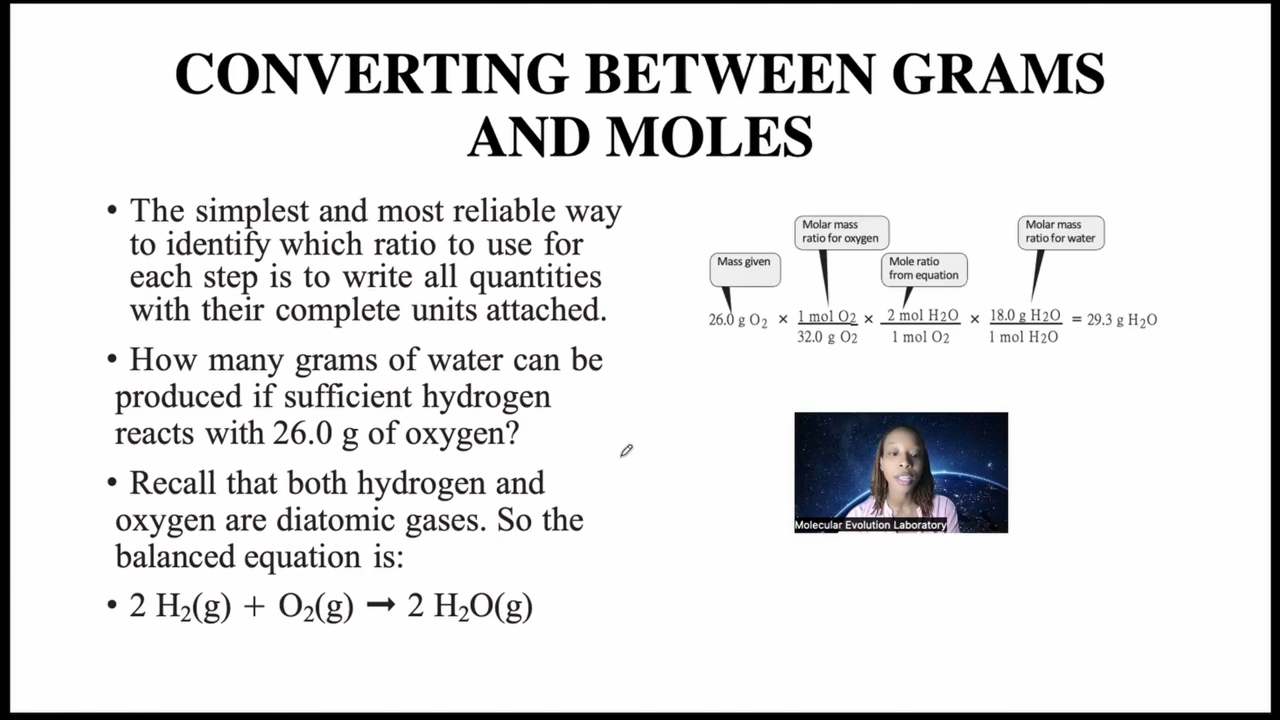 CONVERTING BETWEEN GRAMS
AND MOLES
• The simplest and most reliable way
to identify which ratio to use for
each step is to write all quantities
with their complete units attached.
• How many grams of water can be
produced if sufficient hydrogen
reacts with 26.0 g of oxygen?
• Recall that both hydrogen and
oxygen are diatomic gases. So the
balanced equation is:
• 2 H₂(g) + O₂(g) ➞ 2 H₂O(g)
Molar mass
ratio for oxygen
Molar mass
ratio for water
Mass given
Mole ratio
from equation
26.0 g O₂ × 1 mol O₂ × 2 mol H₂O × 18.0 g H₂O = 29.3 g H₂O
32.0 g O₂ 1 mol O₂ 1 mol H₂O
Molecular Evolution Laboratory